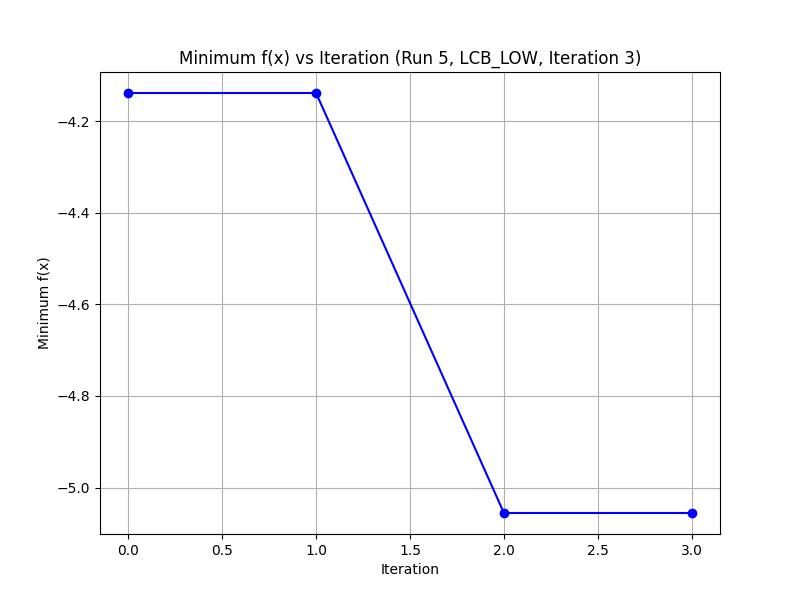 Minimum f(x) vs Iteration (Run 5, LCB_LOW, Iteration 3)
Minimum f(x)
−4.2
−4.4
−4.6
−4.8
−5.0
0.0 0.5 1.0 1.5 2.0 2.5 3.0
Iteration